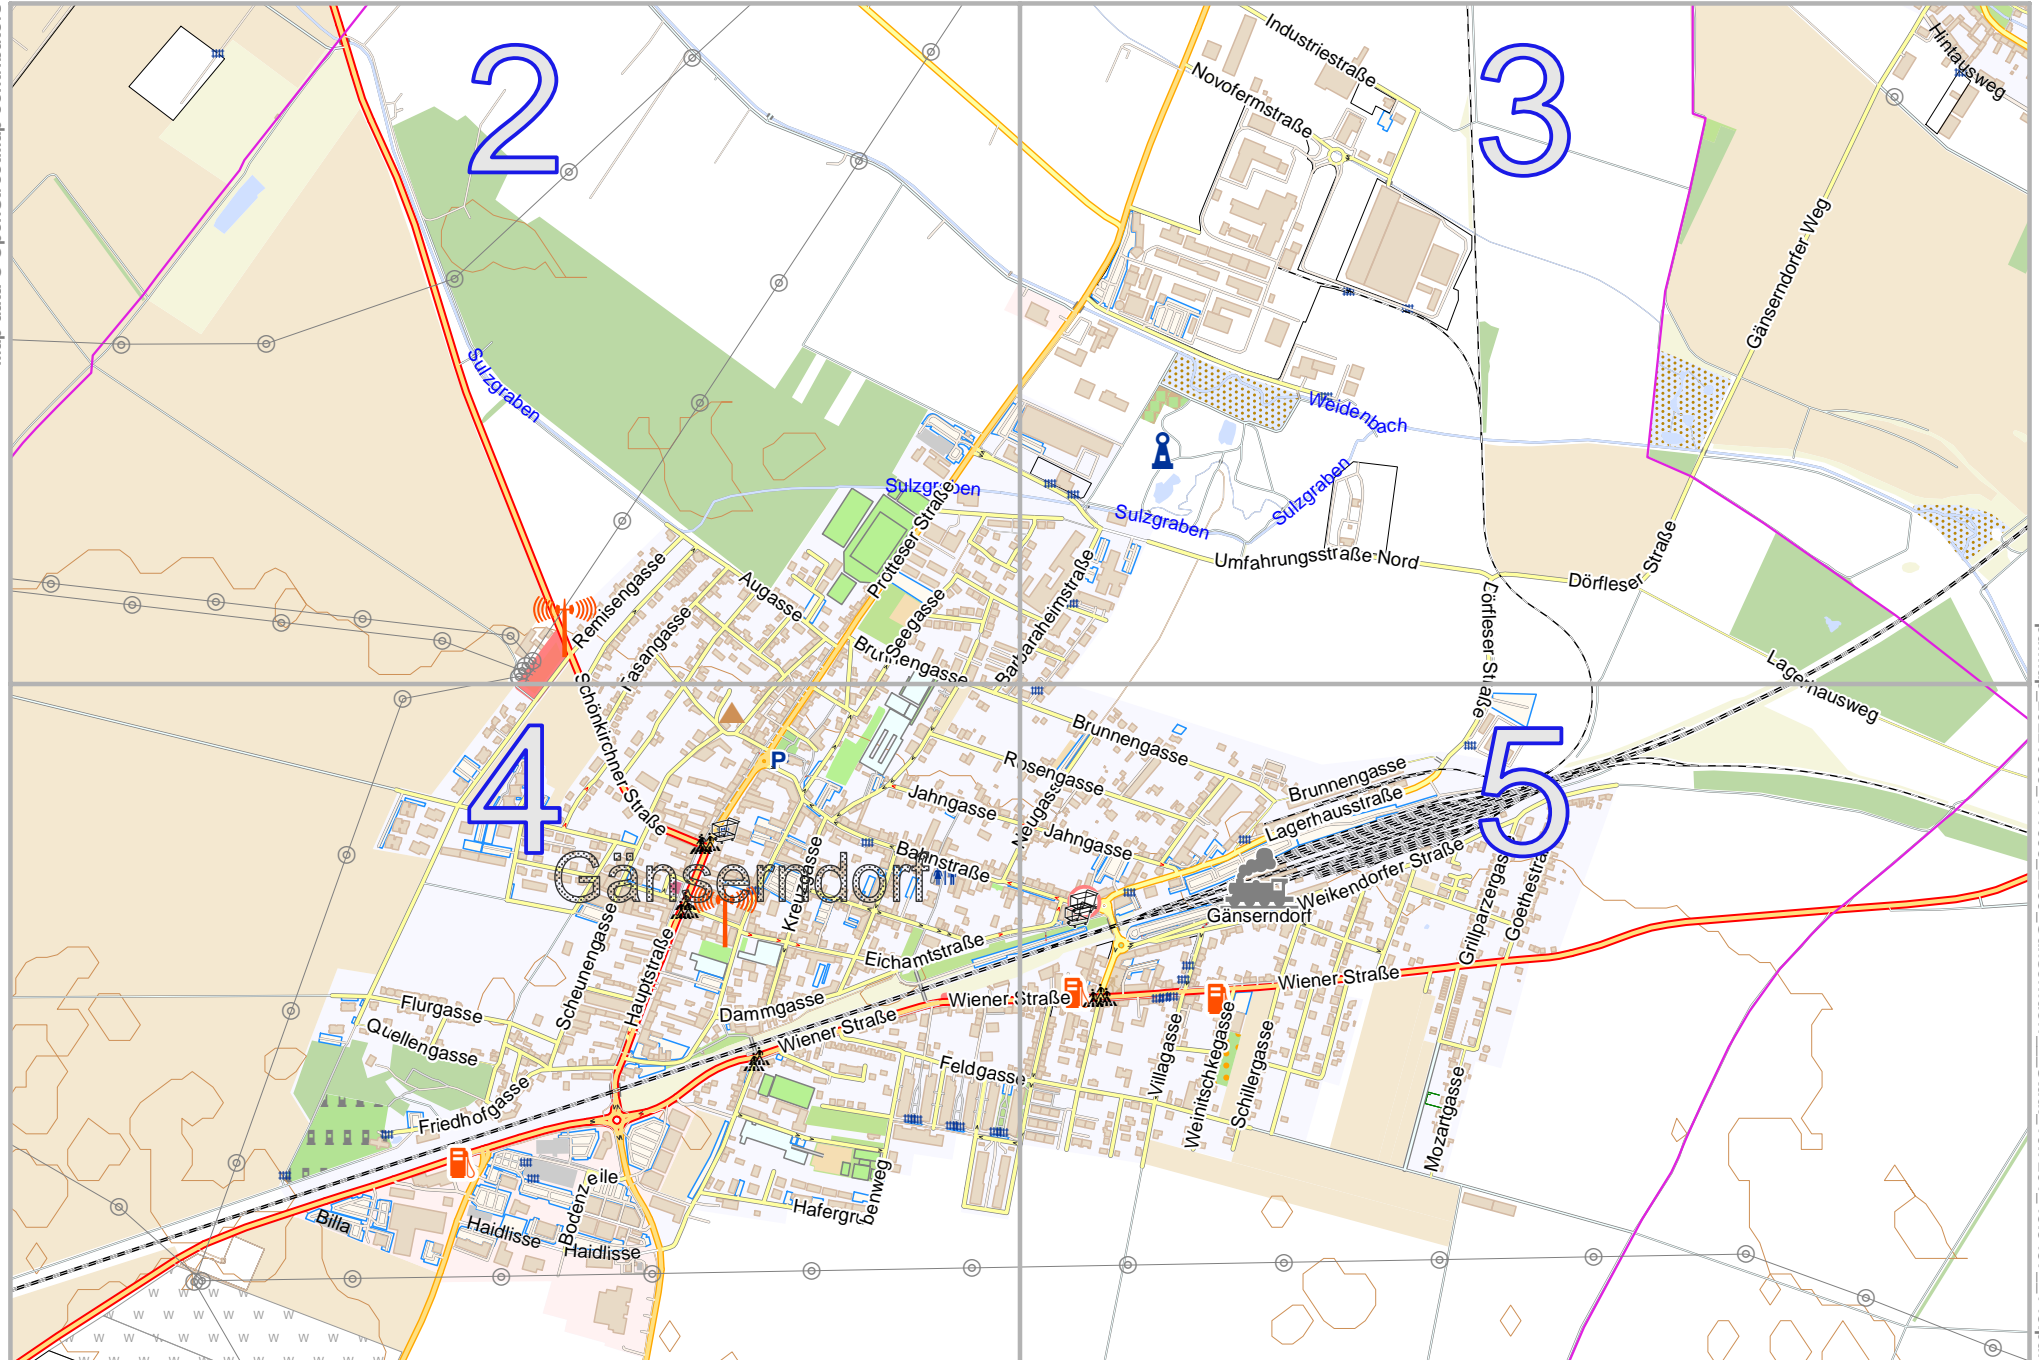 2
3
4
5
Industriestraße
Novofermstraße
Hintausweg
Gänserndorfer Weg
Sulzgraben
Weidenbach
Sulzgraben
Sulzgraben
Umfahrungsstraße Nord
Dörfleser Straße
Dörfleser Straße
Protteser Straße
Augasse
Remisengasse
Fasangasse
Seegasse
Brunnengasse
Barbaraheimstraße
Lagerhausweg
Schönkirchner Straße
Brunnengasse
Rosengasse
Neugasse
Jahngasse
Jahngasse
Brunnengasse
Lagerhausstraße
P
Bahnstraße
Kreuzgasse
Gänserndorf
Gänserndorf
Weikendorfer Straße
Grillparzergasse
Goethestraße
Eichamtstraße
Scheunengasse
Hauptstraße
Flurgasse
Quellengasse
Dammgasse
Wiener Straße
Wiener Straße
Wiener Straße
Feldgasse
Villagasse
Weinitschkegasse
Schillergasse
Mozartgasse
Friedhofgasse
Billa
Haidlisse
Bodenzeile
Haidlisse